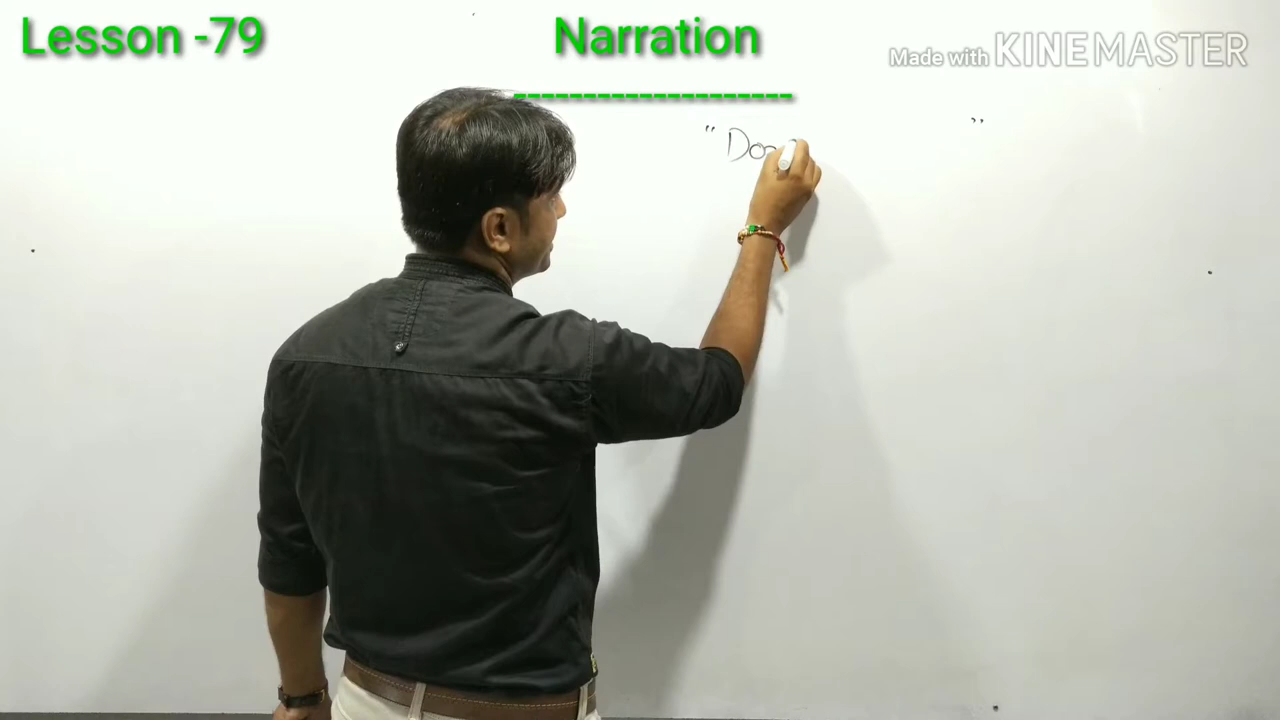 Lesson -79
Narration
--------------------
Made with KINEMASTER
" Do "